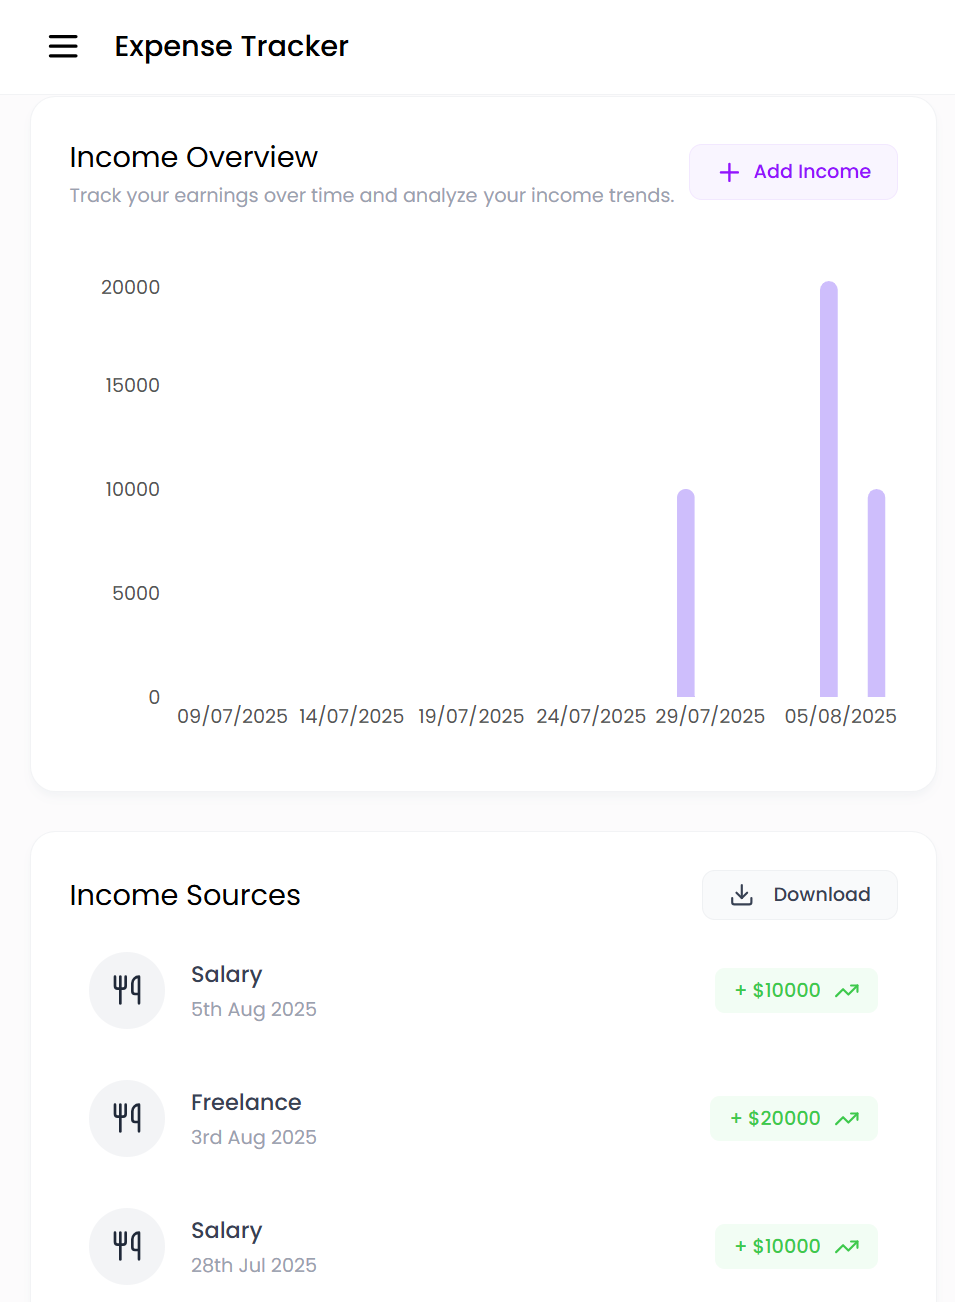 Expense Tracker
Income Overview
Track your earnings over time and analyze your income trends.
Add Income
20000
15000
10000
5000
0
09/07/2025 14/07/2025 19/07/2025 24/07/2025 29/07/2025 05/08/2025
Income Sources
Download
Salary
5th Aug 2025
+ $10000
Freelance
3rd Aug 2025
+ $20000
Salary
28th Jul 2025
+ $10000